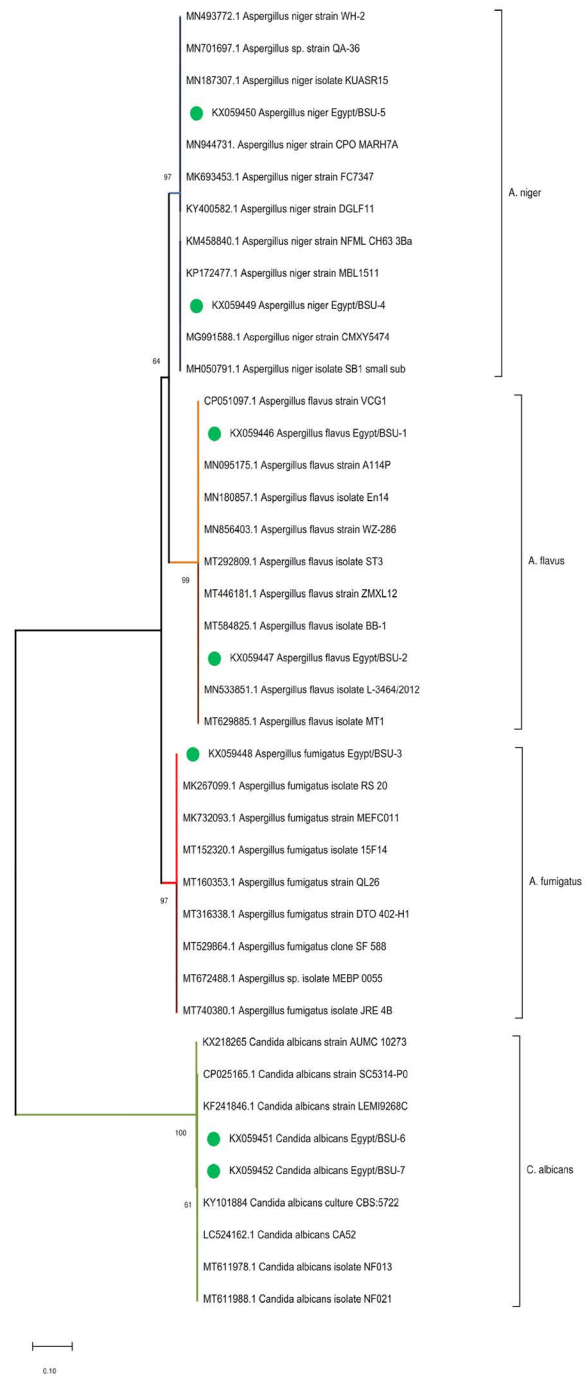 MN493772.1 Aspergillus niger strain WH-2
MN701697.1 Aspergillus sp. strain QA-36
MN187307.1 Aspergillus niger isolate KUASR15
KX059450 Aspergillus niger Egypt/BSU-5
MN944731. Aspergillus niger strain CPO MARH7A
97
MK693453.1 Aspergillus niger strain FC7347
A. niger
KY400582.1 Aspergillus niger strain DGLF11
KM458840.1 Aspergillus niger strain NFML CH63 3Ba
KP172477.1 Aspergillus niger strain MBL1511
KX059449 Aspergillus niger Egypt/BSU-4
MG991588.1 Aspergillus niger strain CMXY5474
64
MH050791.1 Aspergillus niger isolate SB1 small sub
CP051097.1 Aspergillus flavus strain VCG1
KX059446 Aspergillus flavus Egypt/BSU-1
MN095175.1 Aspergillus flavus strain A114P
MN180857.1 Aspergillus flavus isolate En14
MN856403.1 Aspergillus flavus strain WZ-286
MT292809.1 Aspergillus flavus isolate ST3
A. flavus
99
MT446181.1 Aspergillus flavus strain ZMXL12
MT584825.1 Aspergillus flavus isolate BB-1
KX059447 Aspergillus flavus Egypt/BSU-2
MN533851.1 Aspergillus flavus isolate L-3464/2012
MT629885.1 Aspergillus flavus isolate MT1
KX059448 Aspergillus fumigatus Egypt/BSU-3
MK267099.1 Aspergillus fumigatus isolate RS 20
MK732093.1 Aspergillus fumigatus strain MEFC011
MT152320.1 Aspergillus fumigatus isolate 15F14
MT160353.1 Aspergillus fumigatus strain QL26
A. fumigatus
97
MT316338.1 Aspergillus fumigatus strain DTO 402-H1
MT529864.1 Aspergillus fumigatus clone SF 588
MT672488.1 Aspergillus sp. isolate MEBP 0055
MT740380.1 Aspergillus fumigatus isolate JRE 4B
KX218265 Candida albicans strain AUMC 10273
CP025165.1 Candida albicans strain SC5314-P0
KF241846.1 Candida albicans strain LEMI9268C
100
KX059451 Candida albicans Egypt/BSU-6
KX059452 Candida albicans Egypt/BSU-7
C. albicans
61
KY101884 Candida albicans culture CBS:5722
LC524162.1 Candida albicans CA52
MT611978.1 Candida albicans isolate NF013
MT611988.1 Candida albicans isolate NF021
0.10